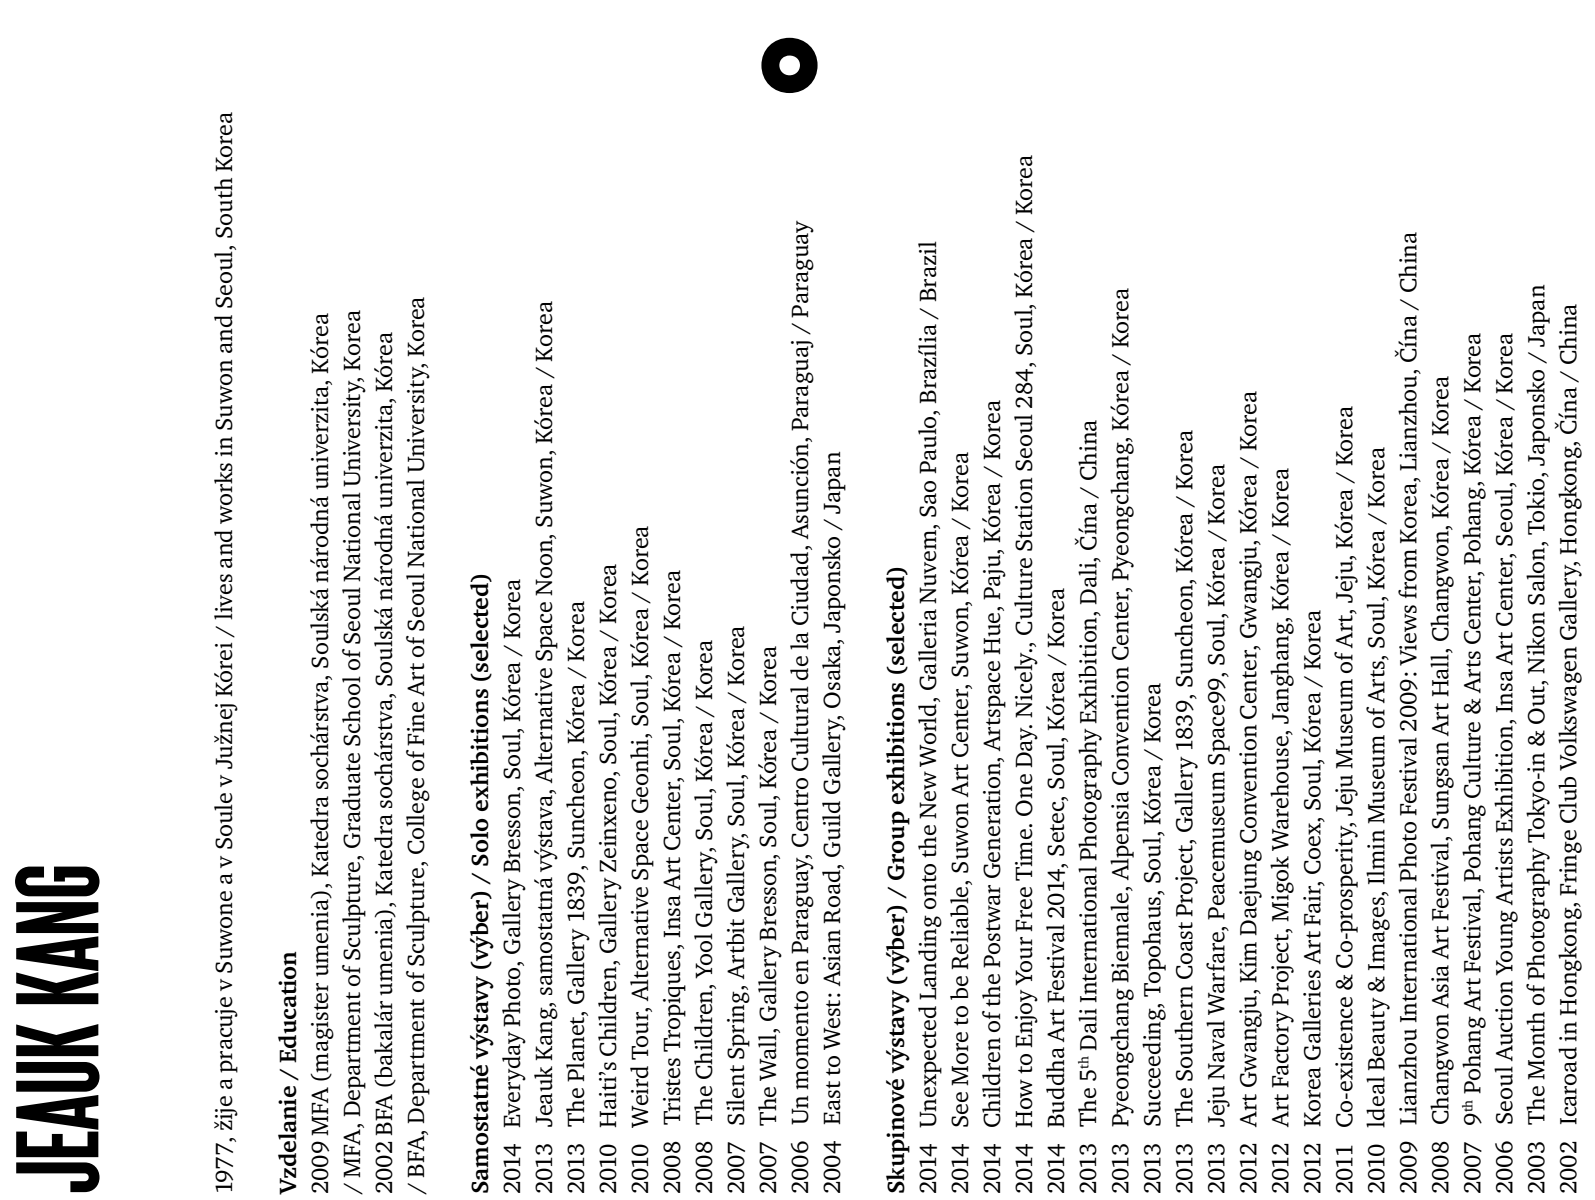 JEAUK KANG
1977, žije a pracuje v Suwone a v Soule v Južnej Kórei / lives and works in Suwon and Seoul, South Korea
Vzdelanie / Education
2009 MFA (magister umenia), Katedra sochárstva, Soulská národná univerzita, Kórea
/ MFA, Department of Sculpture, Graduate School of Seoul National University, Korea
2002 BFA (bakalár umenia), Katedra sochárstva, Soulská národná univerzita, Kórea
/ BFA, Department of Sculpture, College of Fine Art of Seoul National University, Korea
Samostatné výstavy (výber) / Solo exhibitions (selected)
2014 Everyday Photo, Gallery Bresson, Soul, Kórea / Korea
2013 Jeauk Kang, samostatná výstava, Alternative Space Noon, Suwon, Kórea / Korea
2013 The Planet, Gallery 1839, Suncheon, Kórea / Korea
2010 Haiti's Children, Gallery Zeinxeno, Soul, Kórea / Korea
2010 Weird Tour, Alternative Space Geonhi, Soul, Kórea / Korea
2008 Tristes Tropiques, Insa Art Center, Soul, Kórea / Korea
2008 The Children, Yool Gallery, Soul, Kórea / Korea
2007 Silent Spring, Artbit Gallery, Soul, Kórea / Korea
2007 The Wall, Gallery Bresson, Soul, Kórea / Korea
2006 Un momento en Paraguay, Centro Cultural de la Ciudad, Asunción, Paraguaj / Paraguay
2004 East to West: Asian Road, Guild Gallery, Osaka, Japonsko / Japan
Skupinové výstavy (výber) / Group exhibitions (selected)
2014 Unexpected Landing onto the New World, Galleria Nuvem, Sao Paulo, Brazília / Brazil
2014 See More to be Reliable, Suwon Art Center, Suwon, Kórea / Korea
2014 Children of the Postwar Generation, Artspace Hue, Paju, Kórea / Korea
2014 How to Enjoy Your Free Time. One Day. Nicely., Culture Station Seoul 284, Soul, Kórea / Korea
2014 Buddha Art Festival 2014, Setec, Soul, Kórea / Korea
2013 The 5th Dali International Photography Exhibition, Dali, Čína / China
2013 Pyeongchang Biennale, Alpensia Convention Center, Pyeongchang, Kórea / Korea
2013 Succeeding, Topohaus, Soul, Kórea / Korea
2013 The Southern Coast Project, Gallery 1839, Suncheon, Kórea / Korea
2013 Jeju Naval Warfare, Peacemuseum Space99, Soul, Kórea / Korea
2012 Art Gwangju, Kim Daejung Convention Center, Gwangju, Kórea / Korea
2012 Art Factory Project, Migok Warehouse, Janghang, Kórea / Korea
2012 Korea Galleries Art Fair, Coex, Soul, Kórea / Korea
2011 Co-existence & Co-prosperity, Jeju Museum of Art, Jeju, Kórea / Korea
2010 Ideal Beauty & Images, Ilmin Museum of Arts, Soul, Kórea / Korea
2009 Lianzhou International Photo Festival 2009: Views from Korea, Lianzhou, Čína / China
2008 Changwon Asia Art Festival, Sungsan Art Hall, Changwon, Kórea / Korea
2007 9th Pohang Art Festival, Pohang Culture & Arts Center, Pohang, Kórea / Korea
2006 Seoul Auction Young Artists Exhibition, Insa Art Center, Seoul, Kórea / Korea
2003 The Month of Photography Tokyo-in & Out, Nikon Salon, Tokio, Japonsko / Japan
2002 Icaroad in Hongkong, Fringe Club Volkswagen Gallery, Hongkong, Čína / China